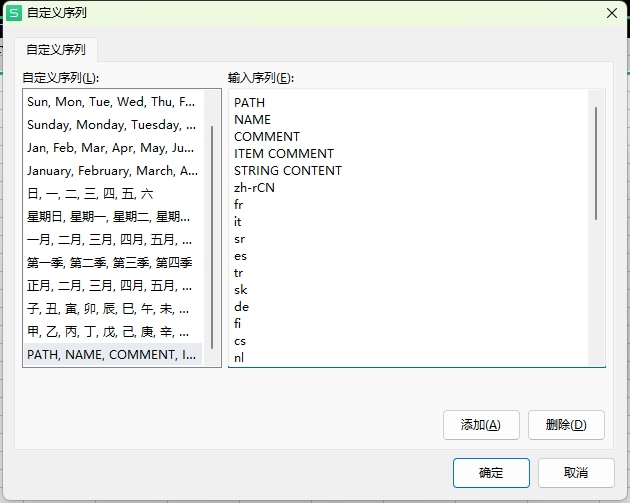 自定义序列
自定义序列
自定义序列(L):
Sun, Mon, Tue, Wed, Thu, F...
Sunday, Monday, Tuesday, ...
Jan, Feb, Mar, Apr, May, Ju...
January, February, March, A...
日, 一, 二, 三, 四, 五, 六
星期日, 星期一, 星期二, 星期...
一月, 二月, 三月, 四月, 五月, ...
第一季, 第二季, 第三季, 第四季
正月, 二月, 三月, 四月, 五月, ...
子, 丑, 寅, 卯, 辰, 巳, 午, 未, ...
甲, 乙, 丙, 丁, 戊, 己, 庚, 辛, ...
PATH, NAME, COMMENT, I...
输入序列(E):
PATH
NAME
COMMENT
ITEM COMMENT
STRING CONTENT
zh-rCN
fr
it
sr
es
tr
sk
de
fi
cs
nl
添加(A)
删除(D)
确定
取消